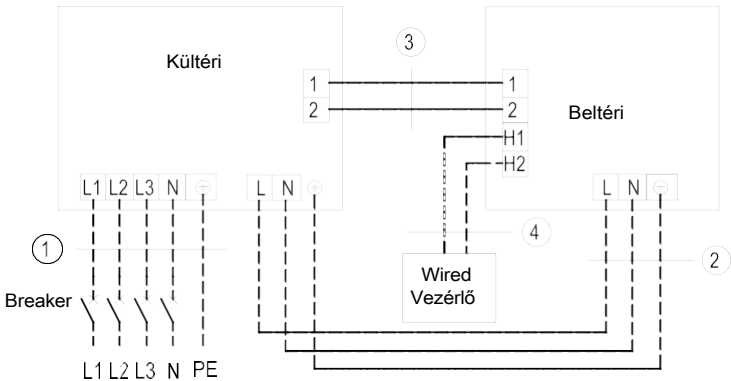 3
Kültéri
1
2
1
2
Beltéri
H1
H2
L1 L2 L3 N
L N
L N
1
4
2
Wired
Vezérlő
Breaker
L1 L2 L3 N PE